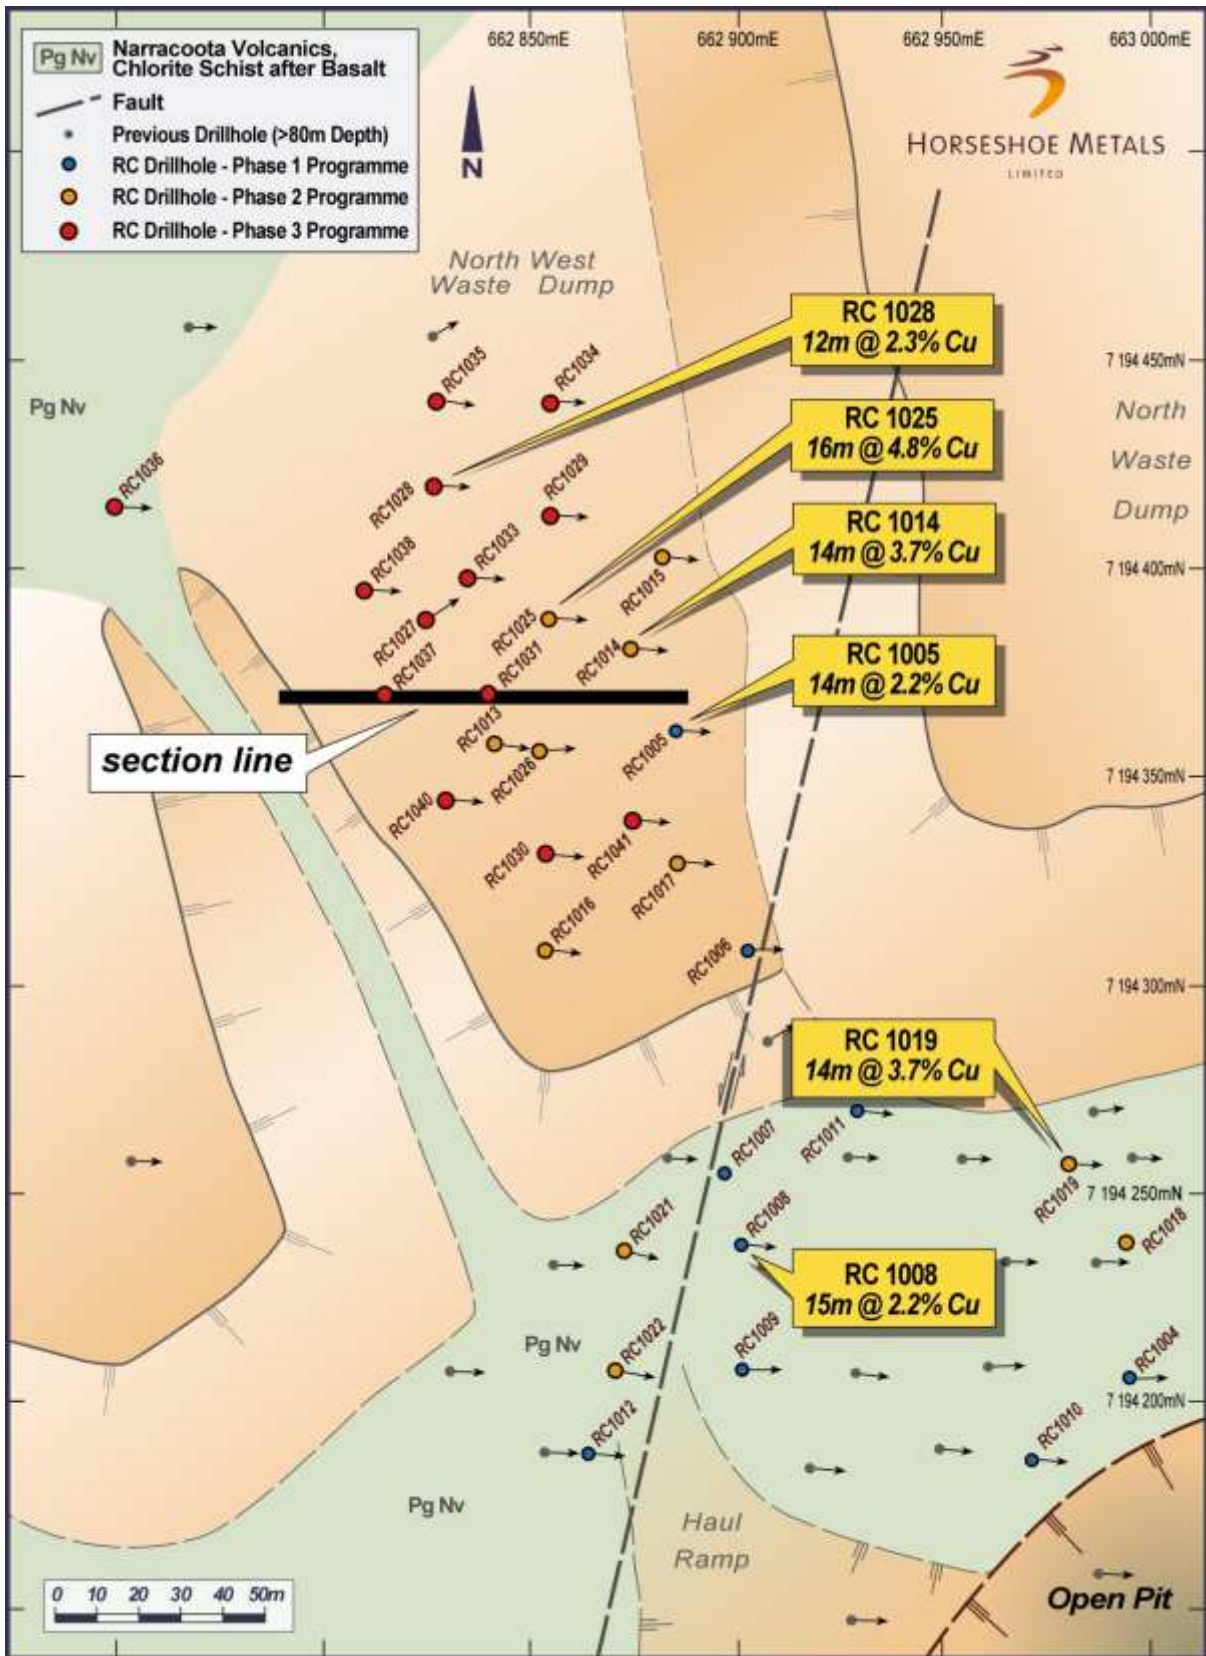 Pg Nv
Narracoota Volcanics,
Chlorite Schist after Basalt
Fault
Previous Drillhole (>80m Depth)
RC Drillhole - Phase 1 Programme
RC Drillhole - Phase 2 Programme
RC Drillhole - Phase 3 Programme
662 850mE
662 900mE
662 950mE
663 000mE
HORSESHOE METALS
LIMITED
N
North West
Waste Dump
RC 1028
12m @ 2.3% Cu
7 194 450mN
RC1035
RC1034
Pg Nv
North
Waste
Dump
RC 1025
16m @ 4.8% Cu
RC1036
RC1028
RC1029
RC 1014
14m @ 3.7% Cu
RC1038
RC1033
RC1015
7 194 400mN
RC1027
RC1025
RC1014
RC1037
RC1031
RC 1005
14m @ 2.2% Cu
section line
RC1013
RC1026
RC1005
7 194 350mN
RC1040
RC1030
RC1041
RC1017
RC1016
RC1006
7 194 300mN
RC 1019
14m @ 3.7% Cu
RC1007
RC1011
RC1019
7 194 250mN
RC1021
RC1008
RC1018
RC 1008
15m @ 2.2% Cu
Pg Nv
RC1022
RC1009
RC1004
7 194 200mN
RC1012
RC1010
Pg Nv
Haul
Ramp
0 10 20 30 40 50m
Open Pit